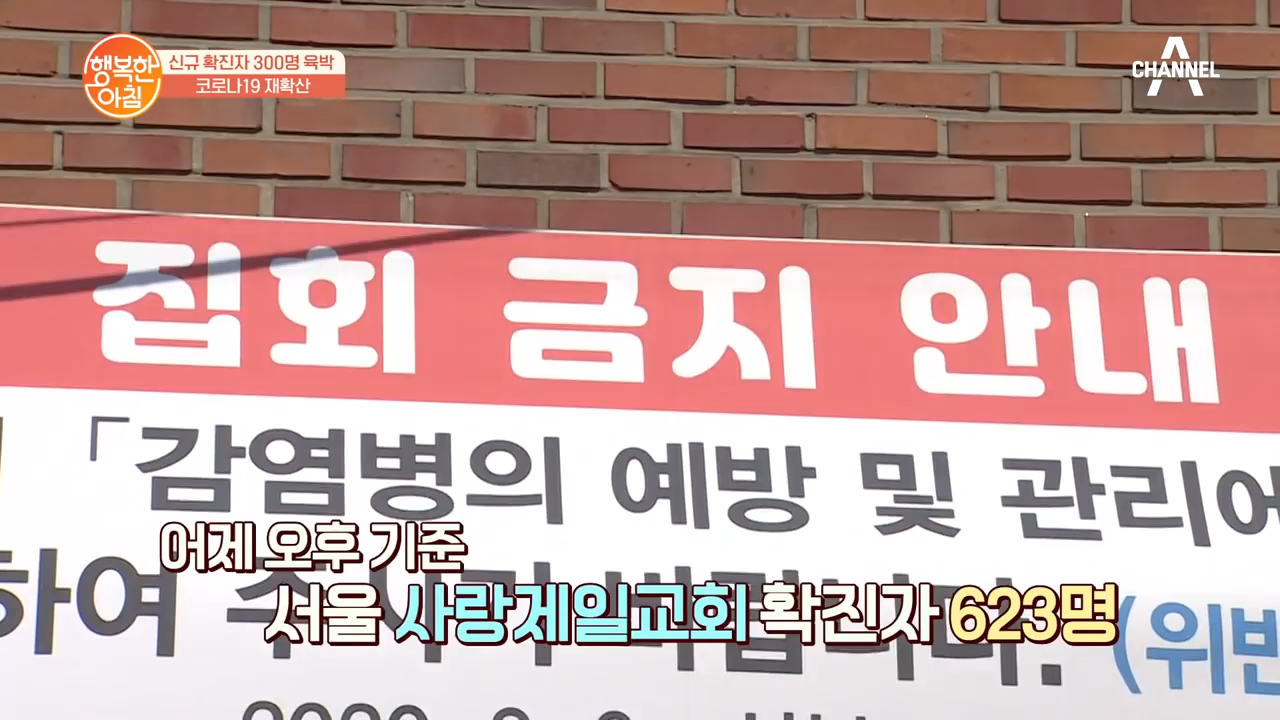 행복한
아침
신규 확진자 300명 육박
코로나19 재확산
CHANNEL A
집회 금지 안내
「감염병의 예방 및 관리에
하여
어제 오후 기준
서울 사랑제일교회 확진자 623명
(위반